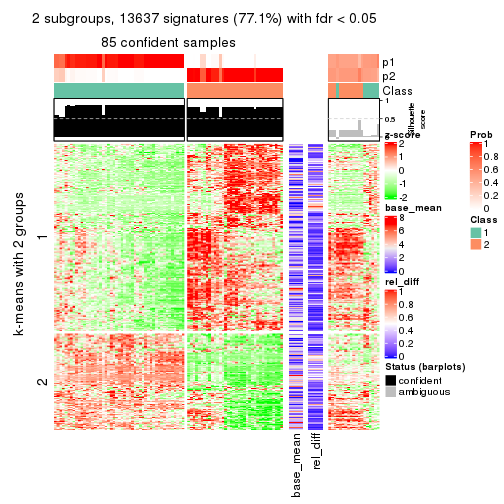 2 subgroups, 13637 signatures (77.1%) with fdr < 0.05
85 confident samples
p1
p2
Class
1
0.5
0
Silhouette
score
z-score
2
1
0
-1
-2
Prob
1
0.8
0.6
0.4
0.2
0
base_mean
8
6
4
2
0
Class
1
2
rel_diff
1
0.8
0.6
0.4
0.2
0
Status (barplots)
confident
ambiguous
k-means with 2 groups
1
2
base_mean
rel_diff